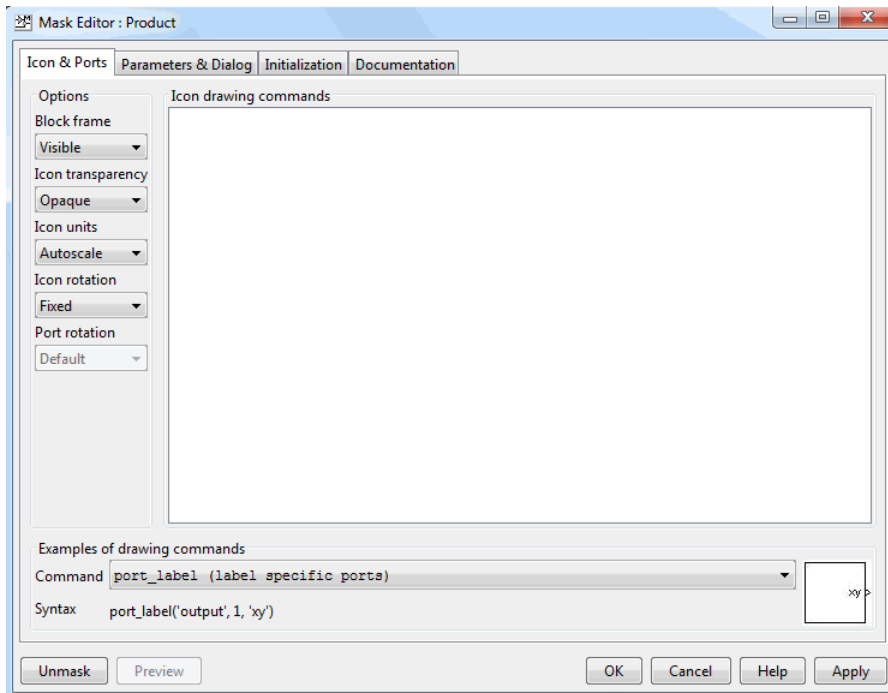 Mask Editor : Product
Icon & Ports Parameters & Dialog Initialization Documentation
Options
Block frame
Visible
Icon transparency
Opaque
Icon units
Autoscale
Icon rotation
Fixed
Port rotation
Default
Icon drawing commands
Examples of drawing commands
Command port_label (label specific ports)
Syntax port_label('output', 1, 'xy')
xy
Unmask Preview OK Cancel Help Apply